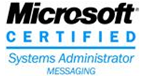 Microsoft
CERTIFIED
Systems Administrator
MESSAGING